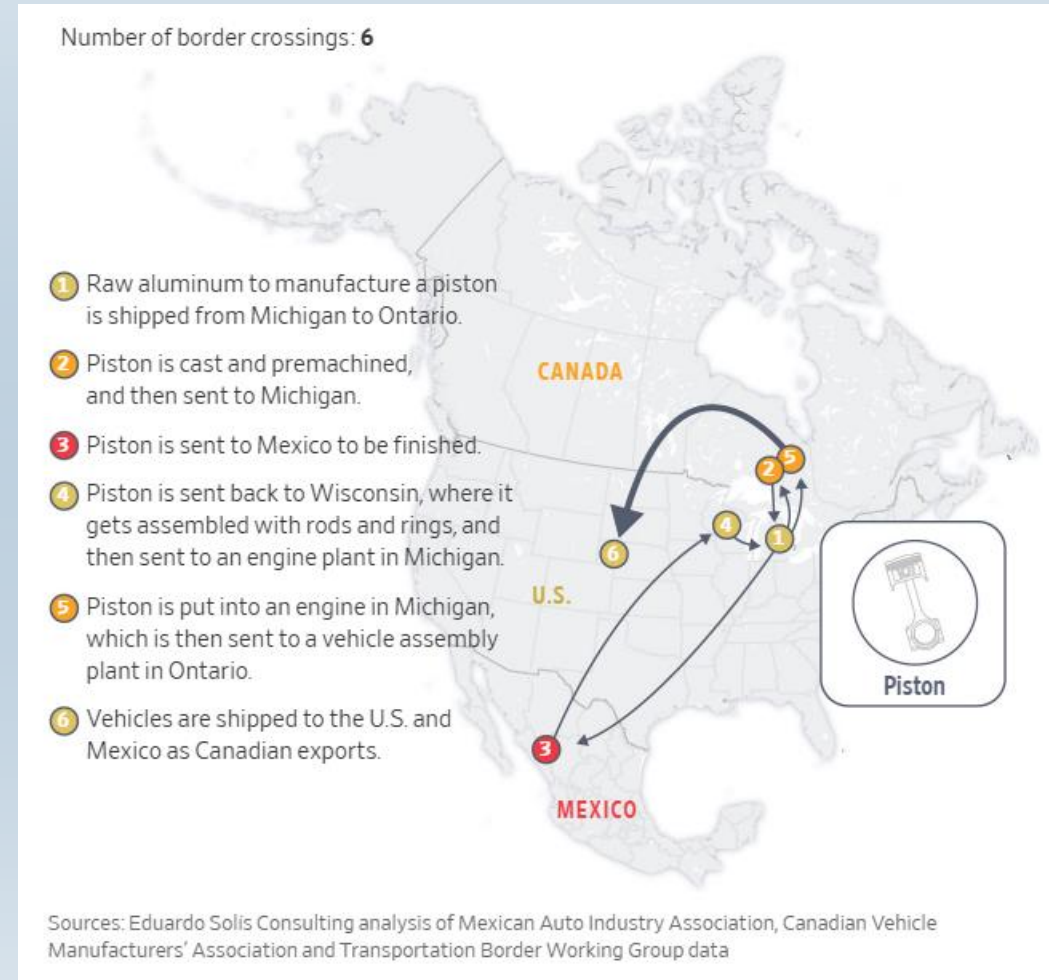 Number of border crossings: 6
1 Raw aluminum to manufacture a piston
is shipped from Michigan to Ontario.
2 Piston is cast and premachined,
and then sent to Michigan.
3 Piston is sent to Mexico to be finished.
4 Piston is sent back to Wisconsin, where it
gets assembled with rods and rings, and
then sent to an engine plant in Michigan.
5 Piston is put into an engine in Michigan,
which is then sent to a vehicle assembly
plant in Ontario.
6 Vehicles are shipped to the U.S. and
Mexico as Canadian exports.
CANADA
5
2
4
1
6
U.S.
Piston
3
MEXICO
Sources: Eduardo Solis Consulting analysis of Mexican Auto Industry Association, Canadian Vehicle
Manufacturers' Association and Transportation Border Working Group data